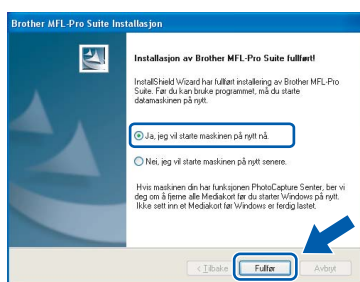 Brother MFL-Pro Suite Installasjon
Installasjon av Brother MFL-Pro Suite fullført!
InstallShield Wizard har fullført installering av Brother MFL-Pro
Suite. Før du kan bruke programmet, må du starte
datamaskinen på nytt.
Ja, jeg vil starte maskinen på nytt nå.
Nei, jeg vil starte maskinen på nytt senere.
Hvis maskinen din har funksjonen PhotoCapture Senter, ber vi
deg om å fjerne alle Mediakort før du starter Windows på nytt.
Ikke sett inn et Mediakort før Windows er ferdig lastet.
< Tilbake Fullfør Avbryt